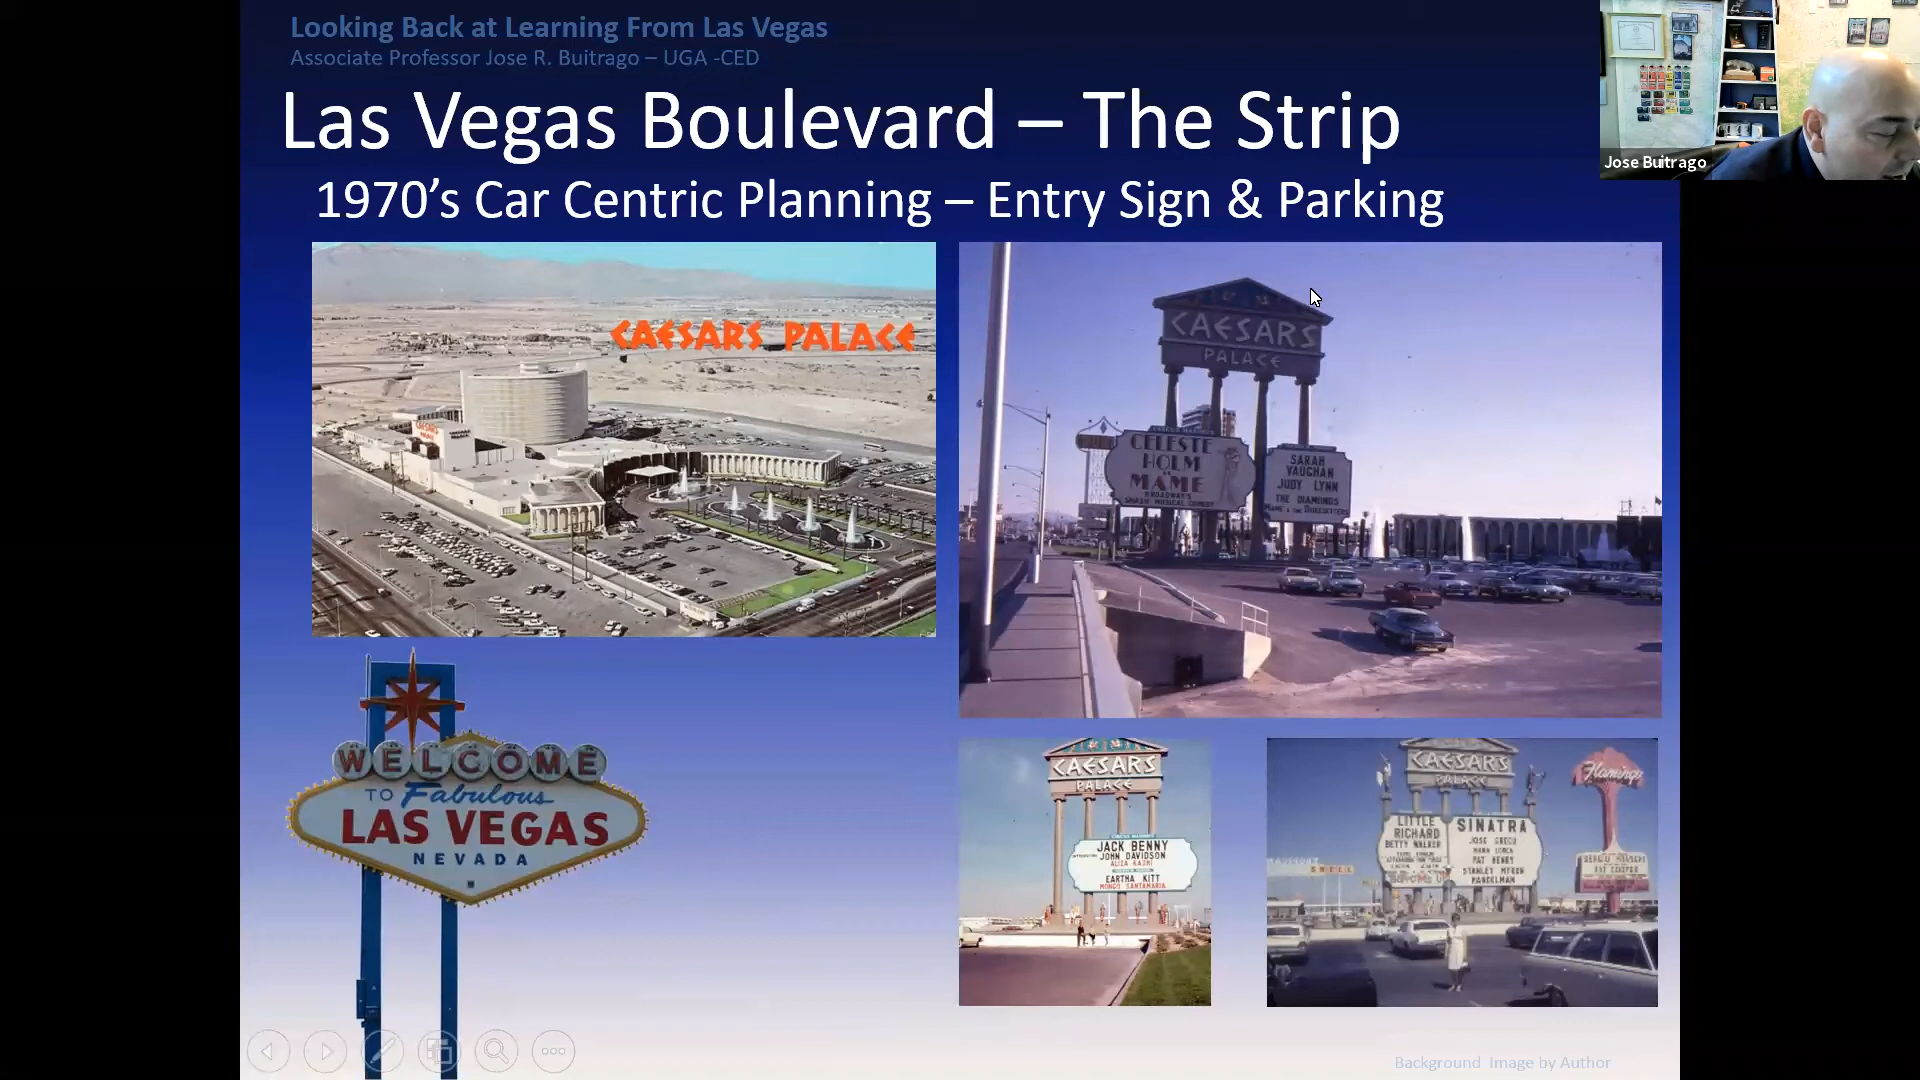 Looking Back at Learning From Las Vegas
Associate Professor Jose R. Buitrago – UGA -CED
Las Vegas Boulevard – The Strip
1970’s Car Centric Planning – Entry Sign & Parking
Jose Buitrago
CAESARS PALACE
CAESARS
PALACE
CELESTE
HOLM
MAME
BROADWAY'S
SMASH MUSICAL COMEDY
SARAH
VAUGHAN
JUDY LYNN
THE DIAMONDS
WELCOME
TO Fabulous
LAS VEGAS
NEVADA
CAESARS
PALACE
JACK BENNY
JOHN DAVIDSON
EARTHA KITT
MONGO SANTAMARIA
CAESARS
PALACE
LITTLE
RICHARD
BETTY WALKER
SINATRA
JOSE GRECO
PAT HENRY
Flamingo
Background Image by Author